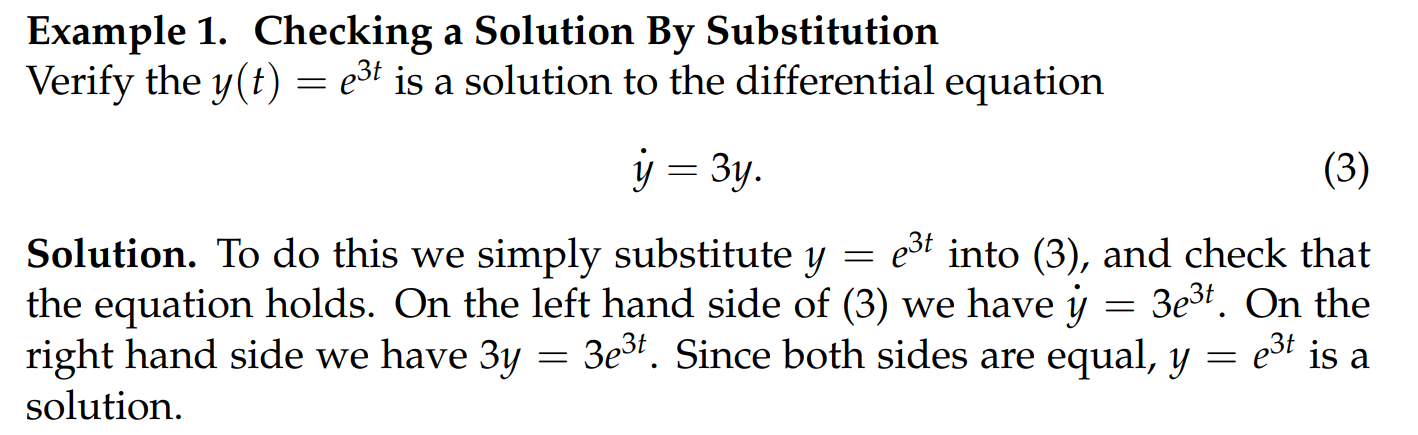 Example 1. Checking a Solution By Substitution
Verify the y(t) = e^{3t} is a solution to the differential equation
ẏ = 3y. (3)
Solution. To do this we simply substitute y = e^{3t} into (3), and check that
the equation holds. On the left hand side of (3) we have ẏ = 3e^{3t}. On the
right hand side we have 3y = 3e^{3t}. Since both sides are equal, y = e^{3t} is a
solution.